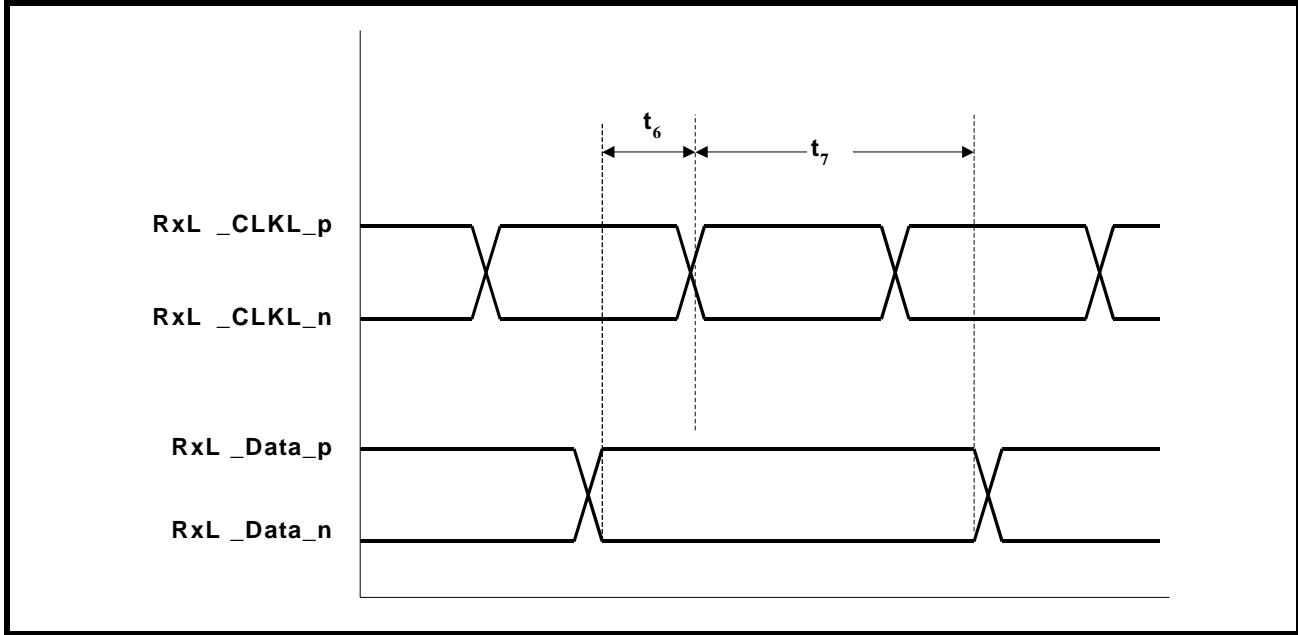 t6
t7
RxL _CLKL_p
RxL _CLKL_n
RxL _Data_p
RxL _Data_n